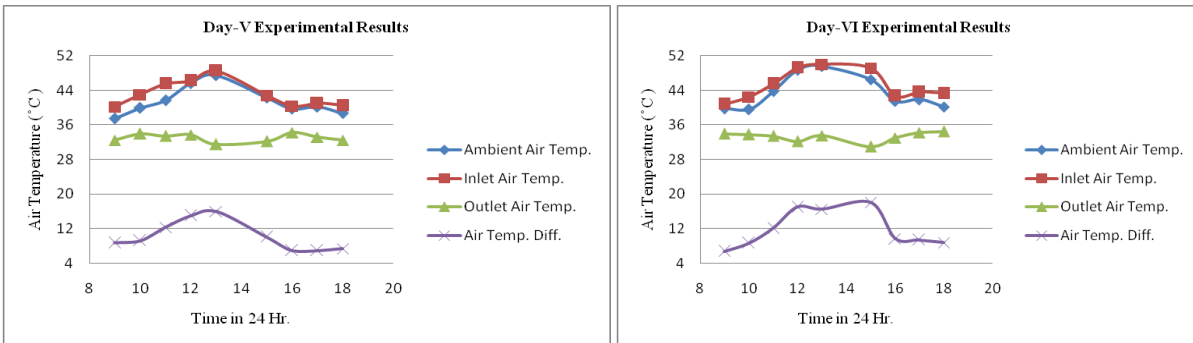 Day-V Experimental Results
52
44
36
28
20
12
4
Air Temperature (°C)
8 10 12 14 16 18 20
Time in 24 Hr.
Ambient Air Temp.
Inlet Air Temp.
Outlet Air Temp.
Air Temp. Diff.
Day-VI Experimental Results
52
44
36
28
20
12
4
Air Temperature (°C)
8 10 12 14 16 18 20
Time in 24 Hr.
Ambient Air Temp.
Inlet Air Temp.
Outlet Air Temp.
Air Temp. Diff.